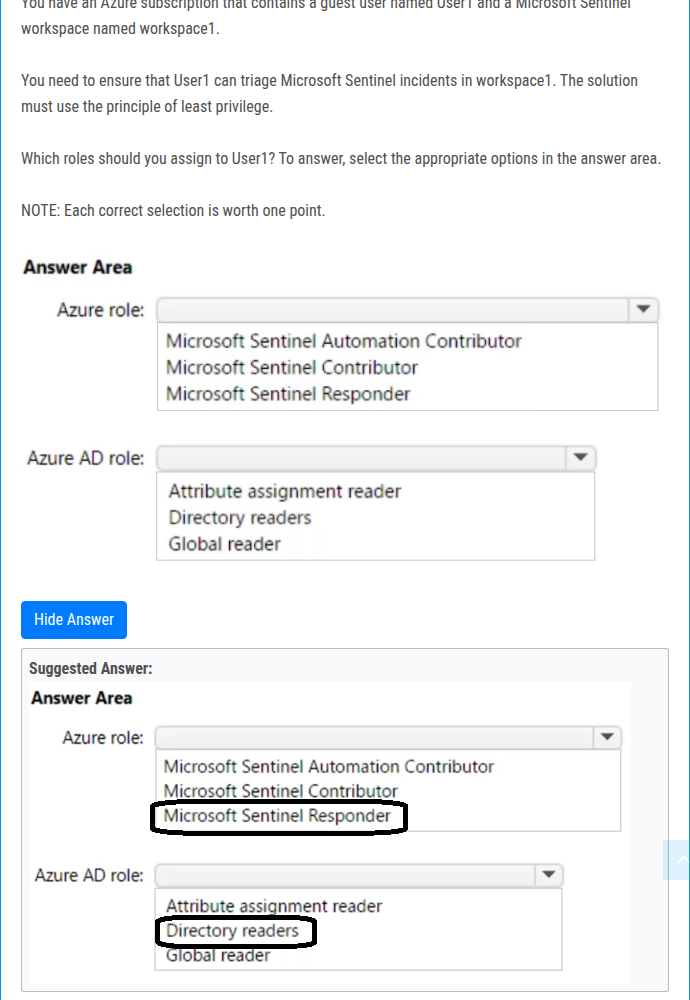 You have an Azure subscription that contains a guest user named User1 and a Microsoft Sentinel
workspace named workspace1.
You need to ensure that User1 can triage Microsoft Sentinel incidents in workspace1. The solution
must use the principle of least privilege.
Which roles should you assign to User1? To answer, select the appropriate options in the answer area.
NOTE: Each correct selection is worth one point.
Answer Area
Azure role:
Microsoft Sentinel Automation Contributor
Microsoft Sentinel Contributor
Microsoft Sentinel Responder
Azure AD role:
Attribute assignment reader
Directory readers
Global reader
Hide Answer
Suggested Answer:
Answer Area
Azure role:
Microsoft Sentinel Automation Contributor
Microsoft Sentinel Contributor
Microsoft Sentinel Responder
Azure AD role:
Attribute assignment reader
Directory readers
Global reader